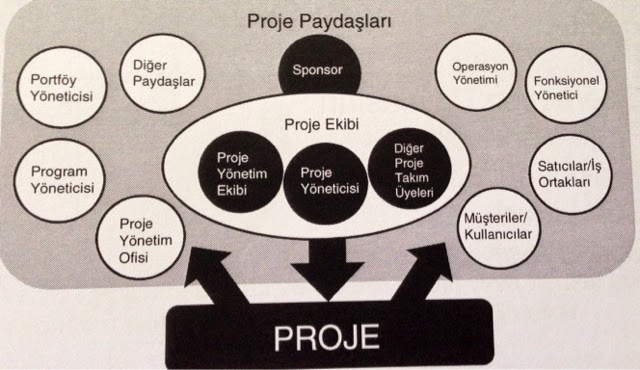 Proje Paydaşları
Portföy
Yöneticisi
Diğer
Paydaşlar
Sponsor
Operasyon
Yönetimi
Fonksiyonel
Yönetici
Proje Ekibi
Program
Yöneticisi
Proje
Yönetim
Ekibi
Proje
Yöneticisi
Diğer
Proje
Takım
Üyeleri
Satıcılar/İş
Ortakları
Proje
Yönetim
Ofisi
Müşteriler/
Kullanıcılar
PROJE